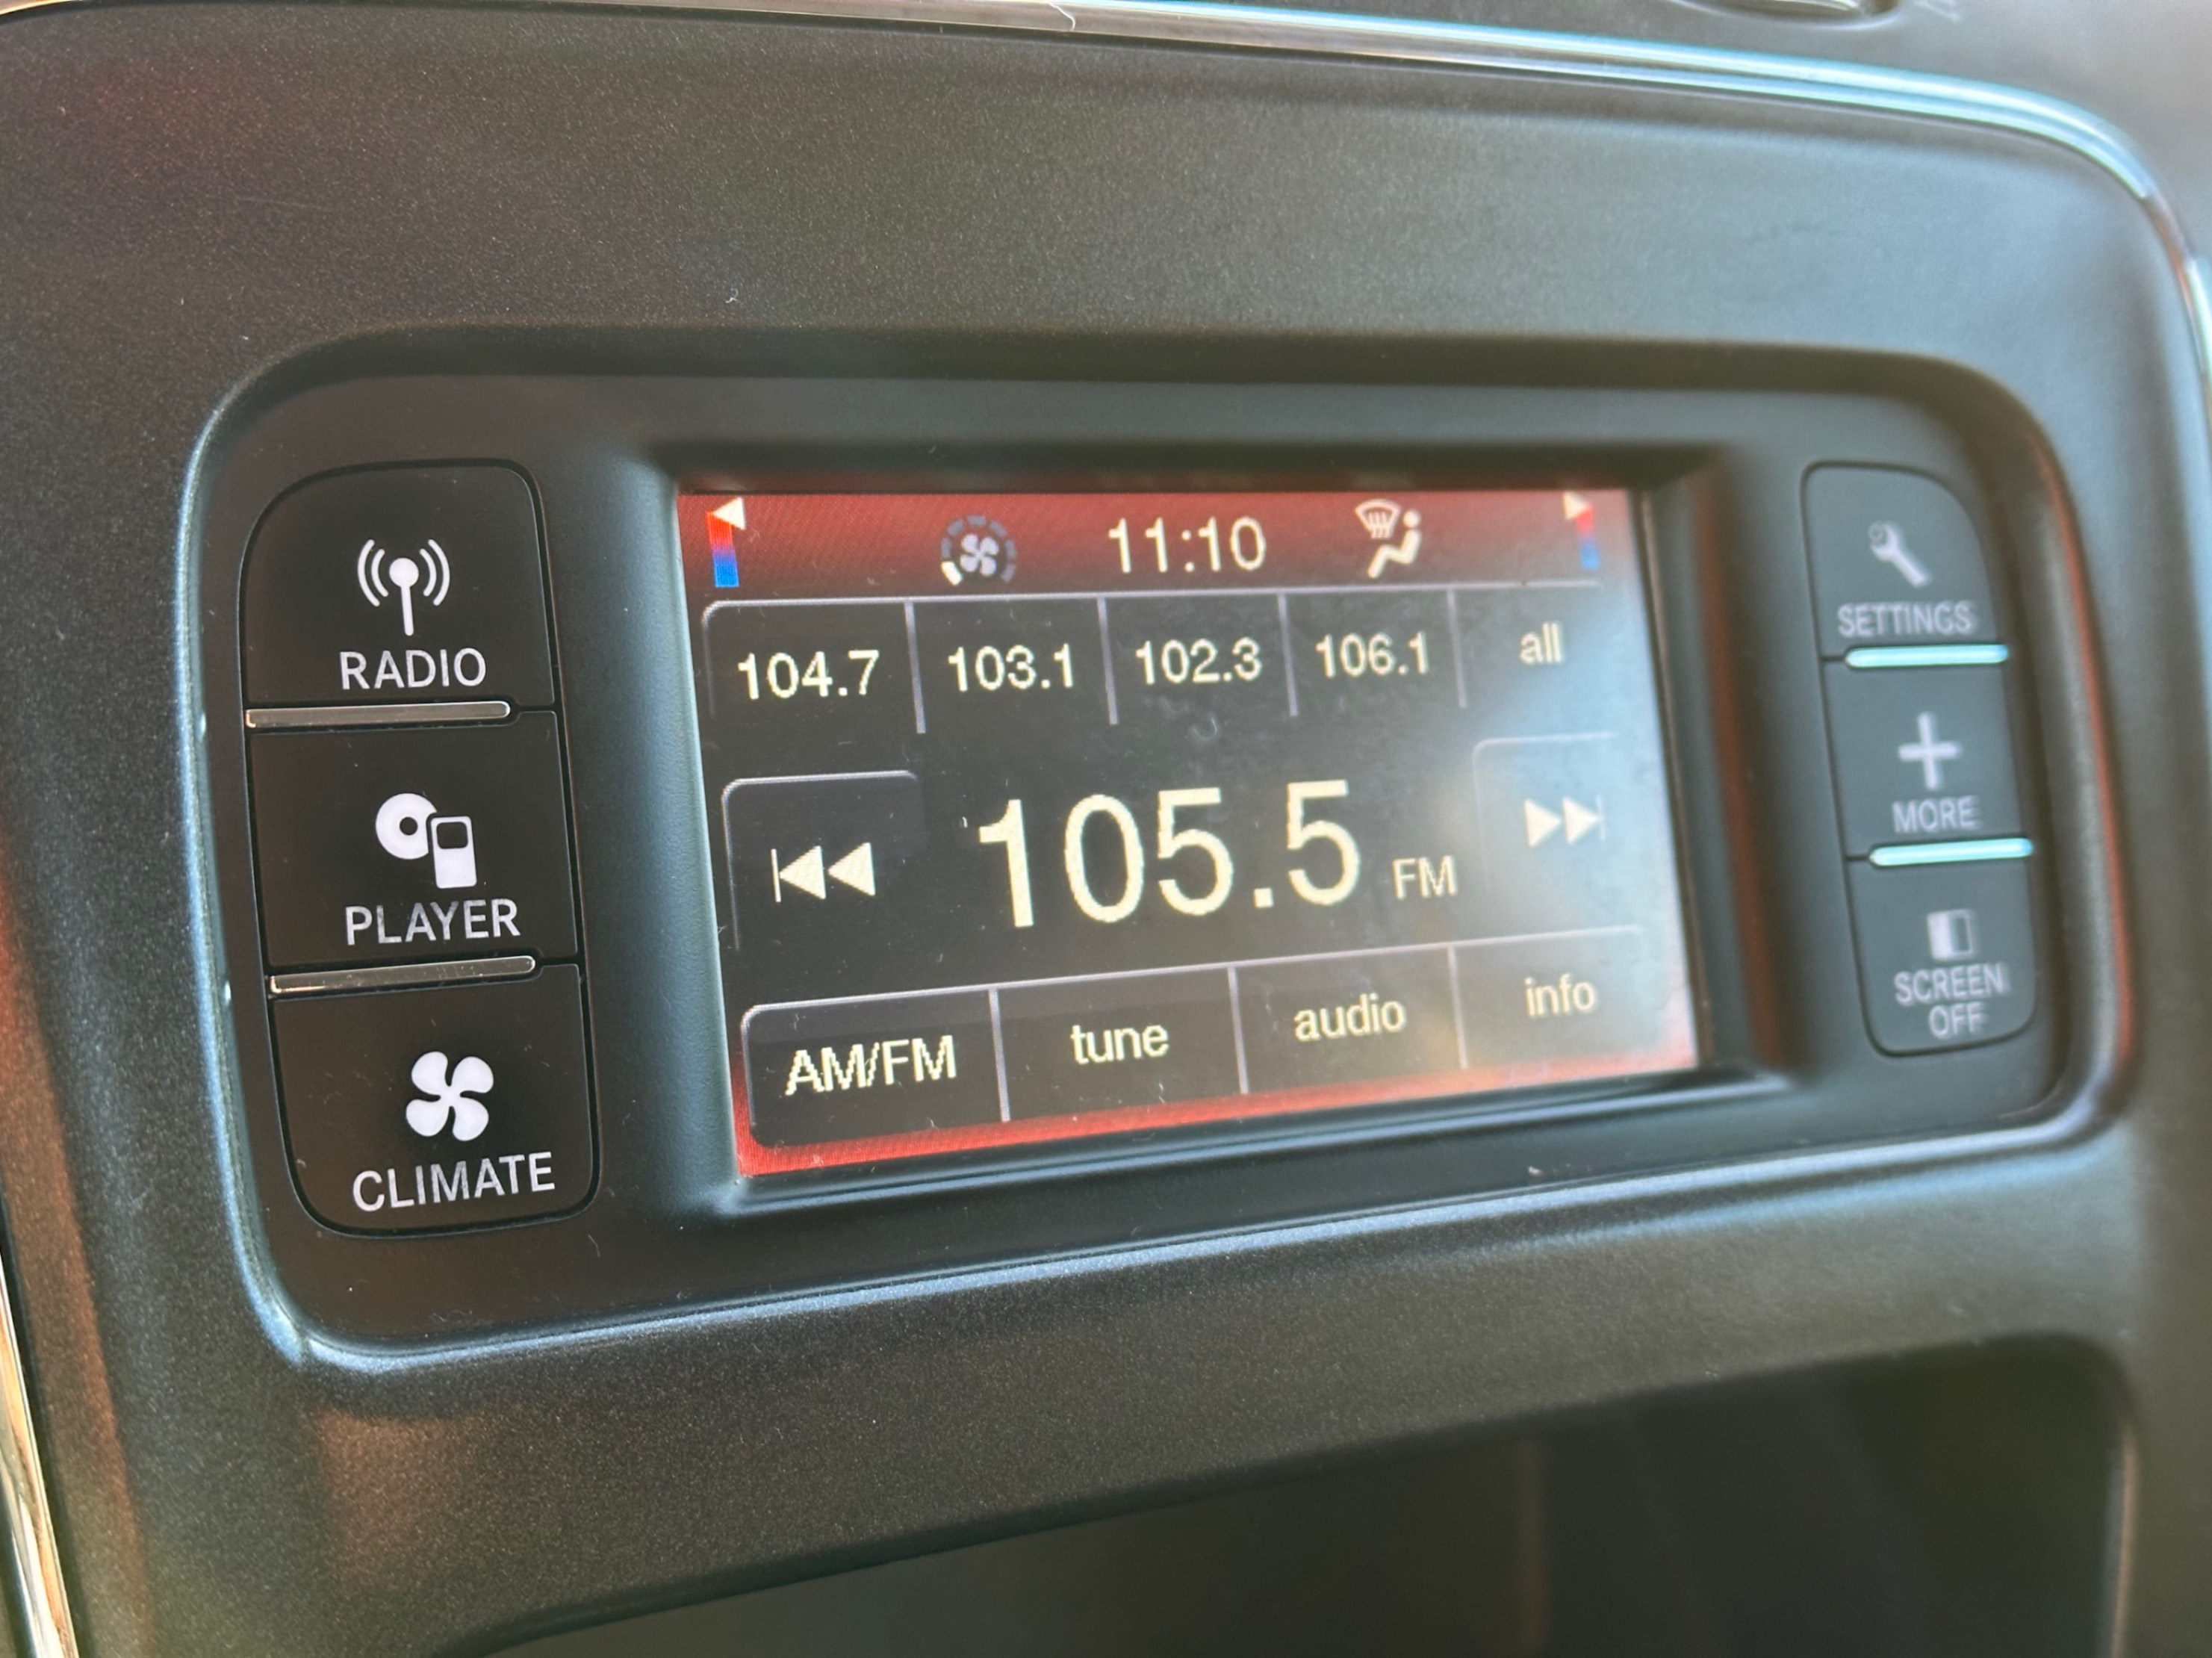 RADIO
PLAYER
CLIMATE
11:10
104.7 103.1 102.3 106.1 all
105.5 FM
AM/FM tune audio info
SETTINGS
MORE
SCREEN
OFF